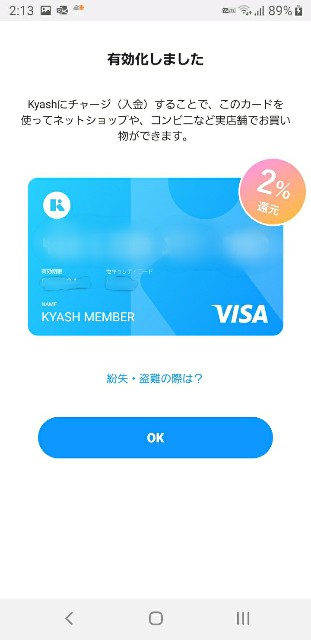 2:13
89%
有効化しました
Kyashにチャージ（入金）することで、このカードを
使ってネットショップや、コンビニなど実店舗でお買い
物ができます。
2%
還元
有効期限
セキュリティコード
NAME
KYASH MEMBER
VISA
紛失・盗難の際は？
OK